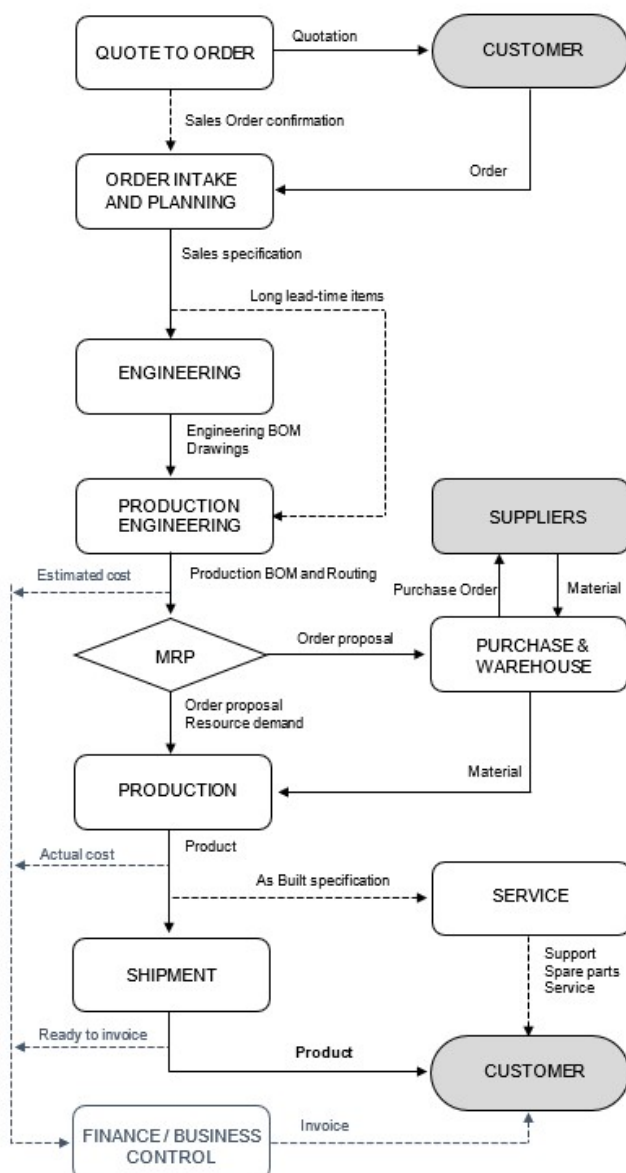 QUOTE TO ORDER
Quotation
CUSTOMER
Sales Order confirmation
ORDER INTAKE
AND PLANNING
Order
Sales specification
Long lead-time items
ENGINEERING
Engineering BOM
Drawings
PRODUCTION
ENGINEERING
SUPPLIERS
Estimated cost
Production BOM and Routing
Purchase Order
Material
MRP
Order proposal
PURCHASE &
WAREHOUSE
Order proposal
Resource demand
PRODUCTION
Material
Product
Actual cost
As Built specification
SERVICE
SHIPMENT
Support
Spare parts
Service
Ready to invoice
Product
CUSTOMER
FINANCE / BUSINESS
CONTROL
Invoice